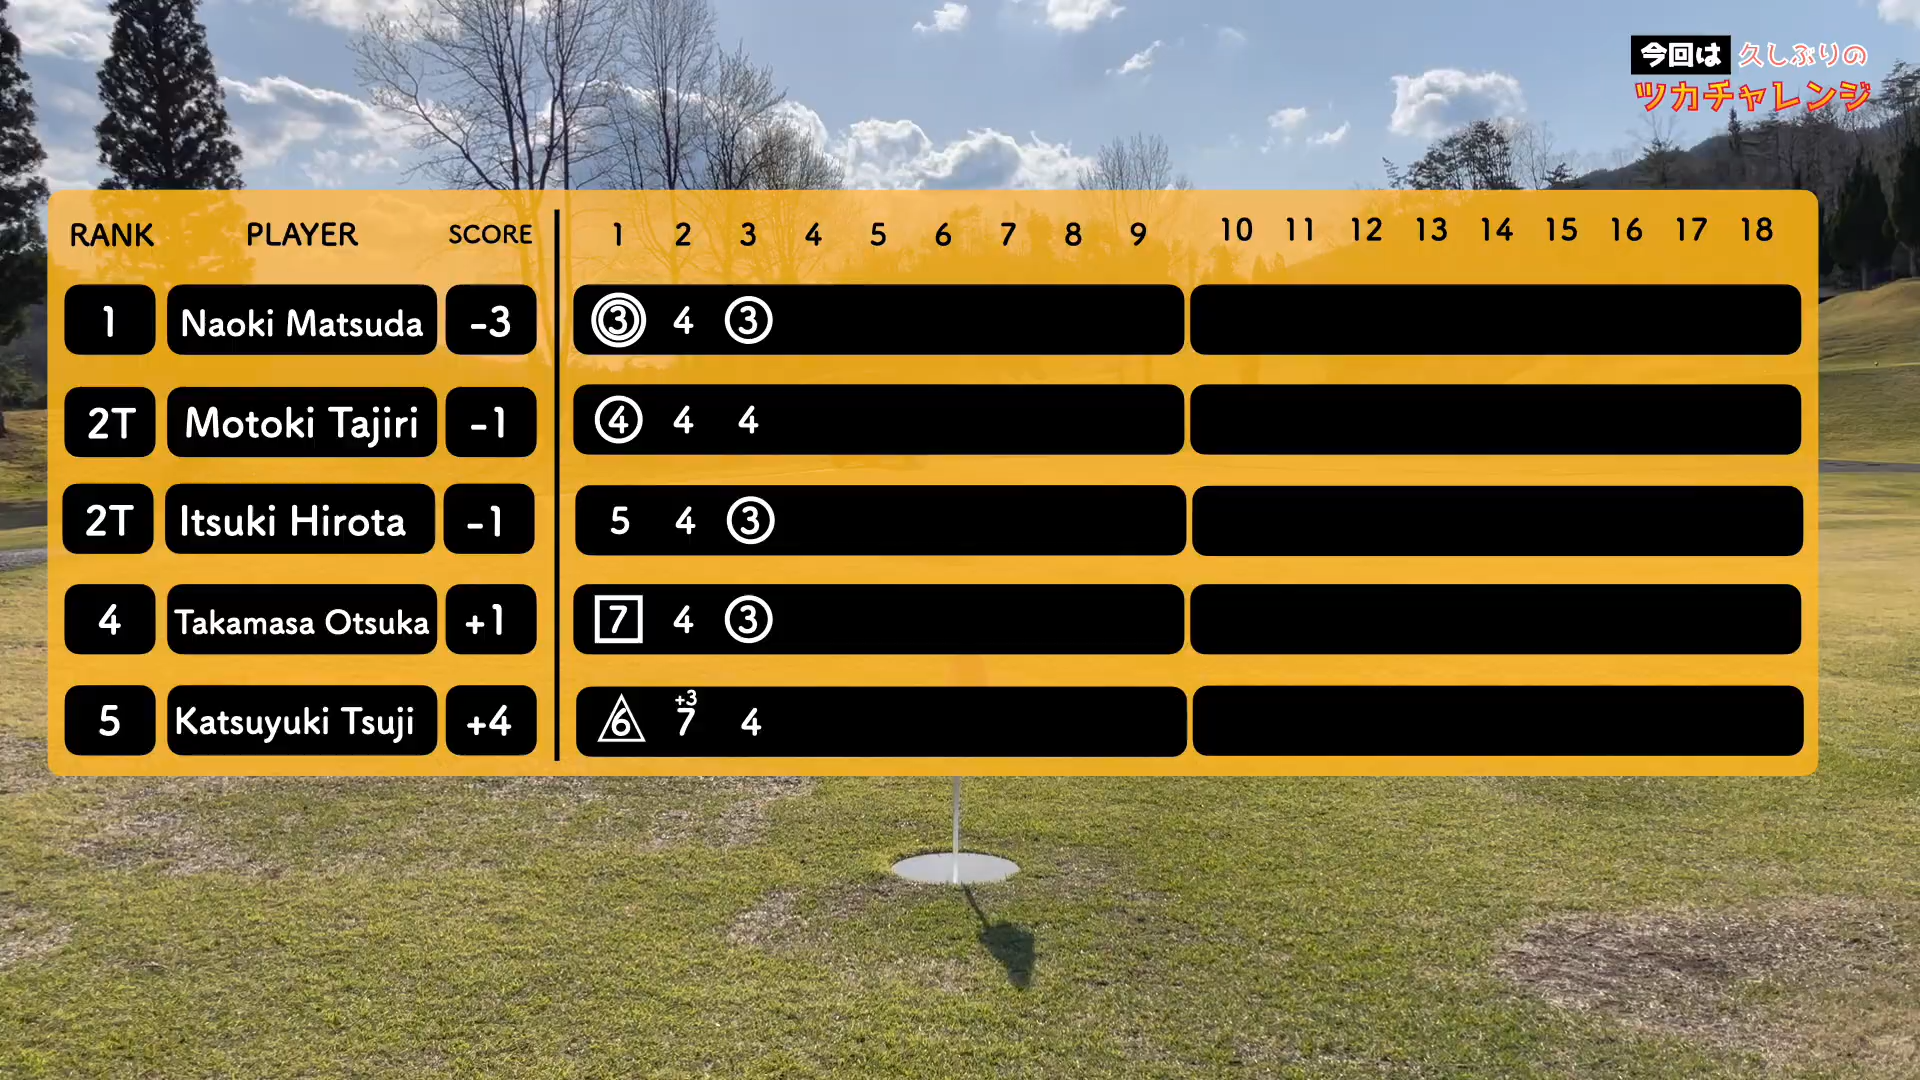 今回は 久しぶりの
ツカチャレンジ
RANK PLAYER SCORE 1 2 3 4 5 6 7 8 9 10 11 12 13 14 15 16 17 18
1 Naoki Matsuda -3 3 4 3
2T Motoki Tajiri -1 4 4 4
2T Itsuki Hirota -1 5 4 3
4 Takamasa Otsuka +1 7 4 3
5 Katsuyuki Tsuji +4 6 +3 7 4